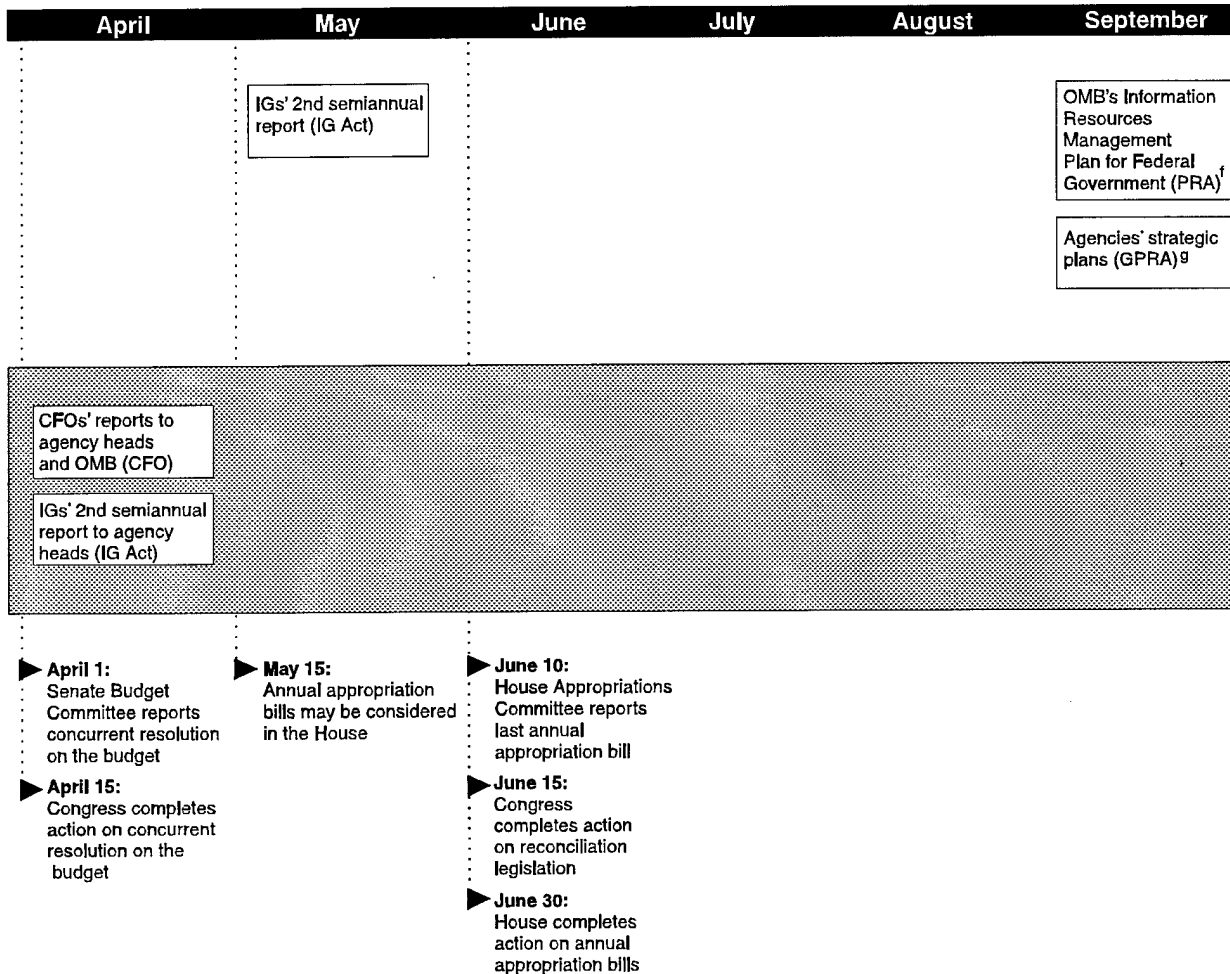 April May June July August September
IGs' 2nd semiannual
report (IG Act)
OMB's Information
Resources
Management
Plan for Federal
Government (PRA)f
Agencies' strategic
plans (GPRA)g
CFOs' reports to
agency heads
and OMB (CFO)
IGs' 2nd semiannual
report to agency
heads (IG Act)
April 1:
Senate Budget
Committee reports
concurrent resolution
on the budget
April 15:
Congress completes
action on concurrent
resolution on the
budget
May 15:
Annual appropriation
bills may be considered
in the House
June 10:
House Appropriations
Committee reports
last annual
appropriation bill
June 15:
Congress
completes action
on reconciliation
legislation
June 30:
House completes
action on annual
appropriation bills